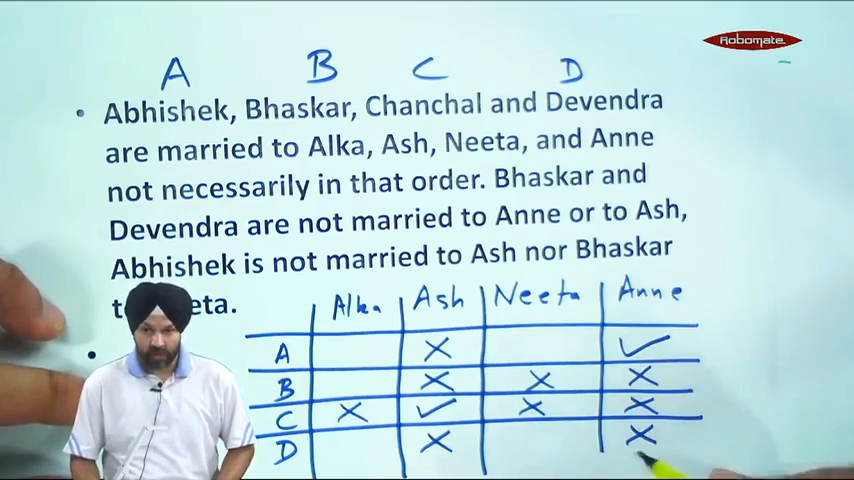 Robomate
A B C D
• Abhishek, Bhaskar, Chanchal and Devendra
are married to Alka, Ash, Neeta, and Anne
not necessarily in that order. Bhaskar and
Devendra are not married to Anne or to Ash,
Abhishek is not married to Ash nor Bhaskar
Alka Ash Neeta Anne
A X ✓
B X X X
C X ✓ X X
D X X